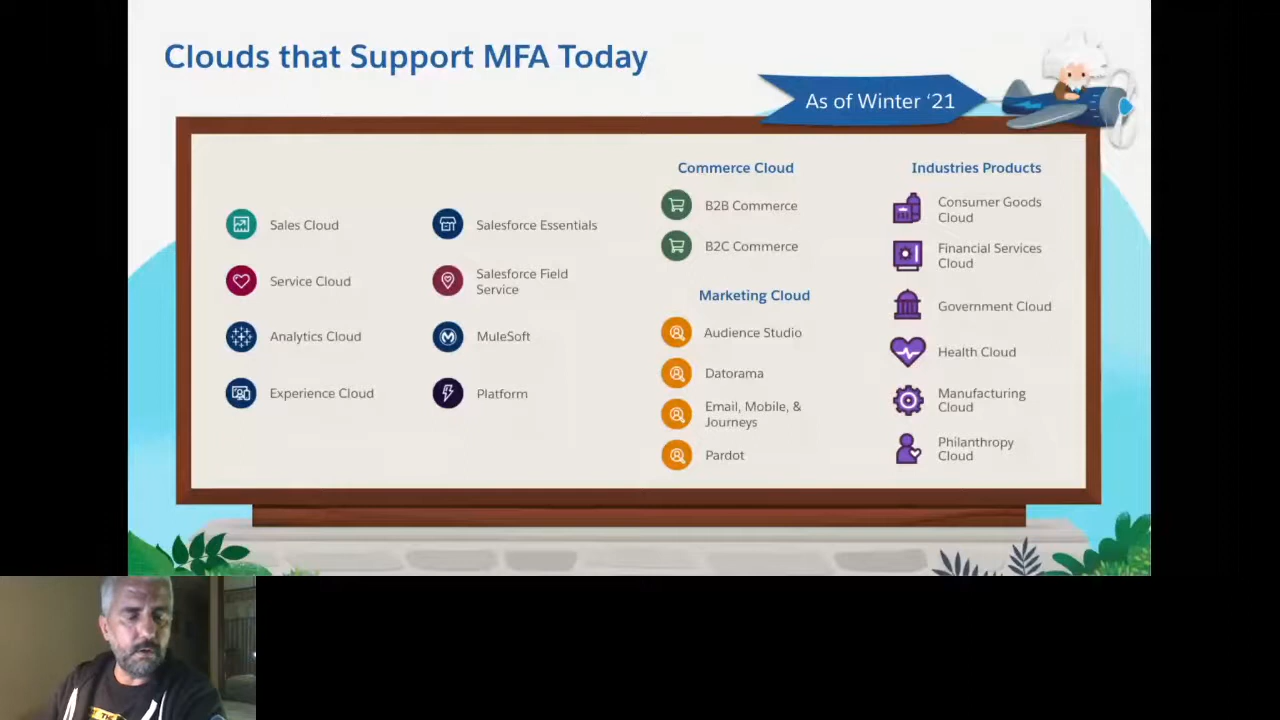 Clouds that Support MFA Today
As of Winter ‘21
Sales Cloud
Service Cloud
Analytics Cloud
Experience Cloud
Salesforce Essentials
Salesforce Field
Service
MuleSoft
Platform
Commerce Cloud
B2B Commerce
B2C Commerce
Marketing Cloud
Audience Studio
Datorama
Email, Mobile, &
Journeys
Pardot
Industries Products
Consumer Goods
Cloud
Financial Services
Cloud
Government Cloud
Health Cloud
Manufacturing
Cloud
Philanthropy
Cloud